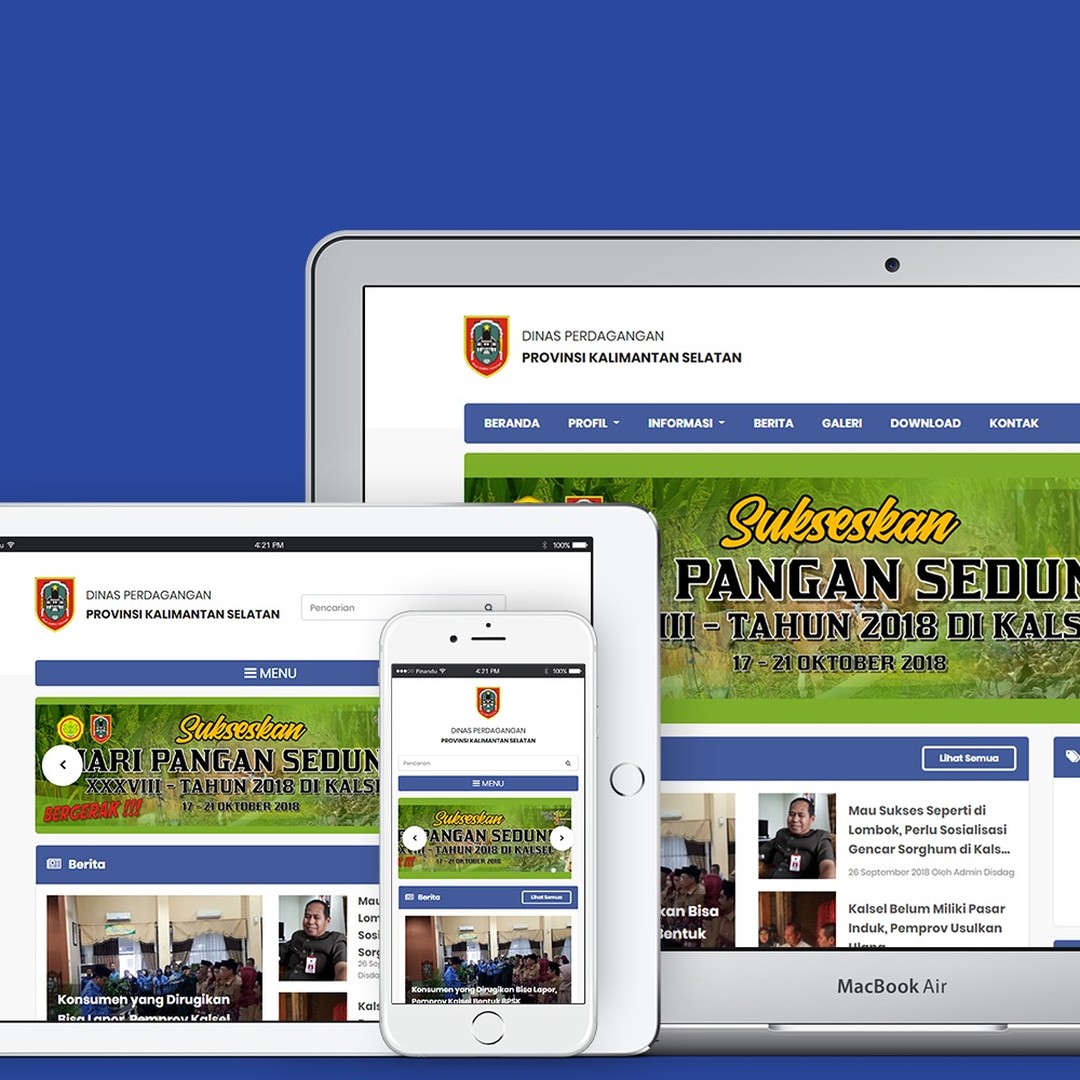 DINAS PERDAGANGAN
PROVINSI KALIMANTAN SELATAN
BERANDA PROFIL INFORMASI BERITA GALERI DOWNLOAD KONTAK
Sukseskan
PANGAN SEDUN
III - TAHUN 2018 DI KALS
17 - 21 OKTOBER 2018
Lihat Semua
kan Bisa
Bentuk
Mau Sukses Seperti di
Lombok, Perlu Sosialisasi
Gencar Sorghum di Kals...
26 September 2018 Oleh Admin Disdag
Kalsel Belum Miliki Pasar
Induk, Pemprov Usulkan
Ulang
MacBook Air
4:21 PM
100%
DINAS PERDAGANGAN
PROVINSI KALIMANTAN SELATAN
Pencarian
MENU
Sukseskan
HARI PANGAN SEDUN
XXXVIII - TAHUN 2018 DI KALS
17 - 21 OKTOBER 2018
BERGERAK !!!
Berita
Konsumen yang Dirugikan
Bisa Lapor, Pemprov Kalsel
Mau
Lom
Sosi
Sorg
26 Se
Disda
Kals
Finandu
4:21 PM
100%
DINAS PERDAGANGAN
PROVINSI KALIMANTAN SELATAN
Pencarian
MENU
Sukseskan
PANGAN SEDUN
TAHUN 2018 DI KALSEL
17 - 21 OKTOBER 2018
Berita
Lihat Semua
Konsumen yang Dirugikan Bisa Lapor,
Pemprov Kalsel Bentuk BPSK